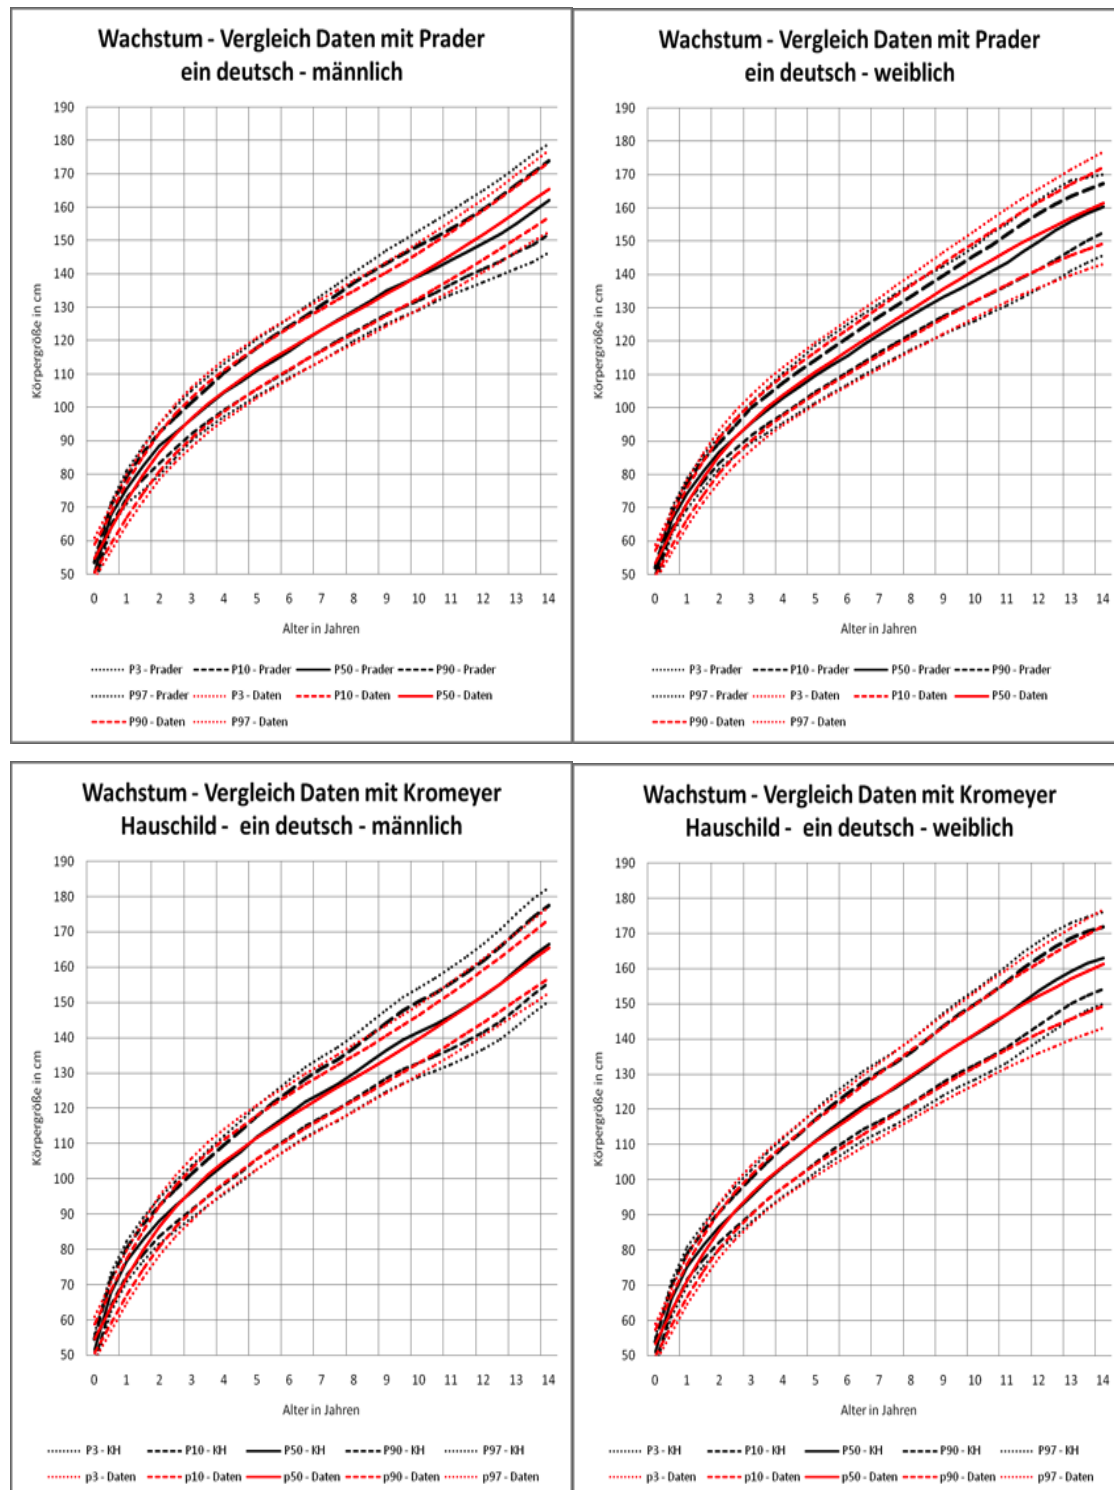 Wachstum - Vergleich Daten mit Prader
ein deutsch - männlich
190
180
170
160
150
140
130
120
110
100
90
80
70
60
50
Körpergröße in cm
0 1 2 3 4 5 6 7 8 9 10 11 12 13 14
Alter in Jahren
P3 - Prader P10 - Prader P50 - Prader P90 - Prader
P97 - Prader P3 - Daten P10 - Daten P50 - Daten
P90 - Daten P97 - Daten
Wachstum - Vergleich Daten mit Prader
ein deutsch - weiblich
190
180
170
160
150
140
130
120
110
100
90
80
70
60
50
Körpergröße in cm
0 1 2 3 4 5 6 7 8 9 10 11 12 13 14
Alter in Jahren
P3 - Prader P10 - Prader P50 - Prader P90 - Prader
P97 - Prader P3 - Daten P10 - Daten P50 - Daten
P90 - Daten P97 - Daten
Wachstum - Vergleich Daten mit Kromeyer
Hauschild - ein deutsch - männlich
190
180
170
160
150
140
130
120
110
100
90
80
70
60
50
Körpergröße in cm
0 1 2 3 4 5 6 7 8 9 10 11 12 13 14
Alter in Jahren
P3 - KH P10 - KH P50 - KH P90 - KH P97 - KH
p3 - Daten p10 - Daten p50 - Daten p90 - Daten p97 - Daten
Wachstum - Vergleich Daten mit Kromeyer
Hauschild - ein deutsch - weiblich
190
180
170
160
150
140
130
120
110
100
90
80
70
60
50
Körpergröße in cm
0 1 2 3 4 5 6 7 8 9 10 11 12 13 14
Alter in Jahren
P3 - KH P10 - KH P50 - KH P90 - KH P97 - KH
p3 - Daten p10 - Daten p50 - Daten p90 - Daten p97 - Daten